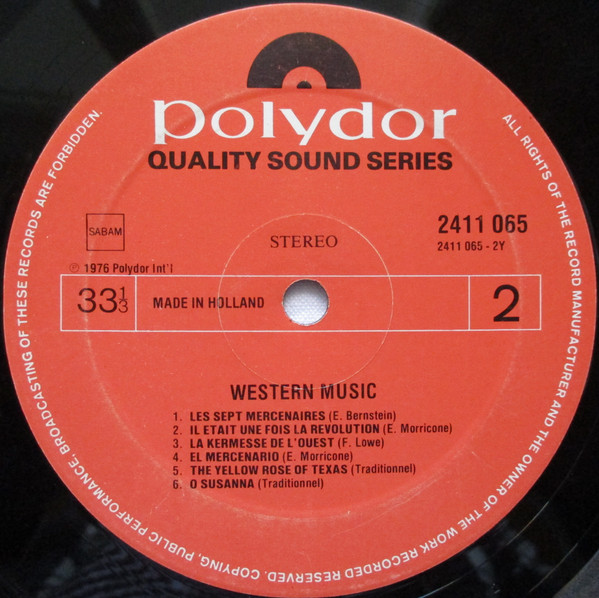 polydor
QUALITY SOUND SERIES
SABAM
STEREO
2411 065
2411 065 - 2Y
℗ 1976 Polydor Int'l
33 1/3
MADE IN HOLLAND
2
WESTERN MUSIC
1. LES SEPT MERCENAIRES (E. Bernstein)
2. IL ETAIT UNE FOIS LA REVOLUTION (E. Morricone)
3. LA KERMESSE DE L'OUEST (F. Lowe)
4. EL MERCENARIO (E. Morricone)
5. THE YELLOW ROSE OF TEXAS (Traditionnel)
6. O SUSANNA (Traditionnel)
ALL RIGHTS OF THE RECORD MANUFACTURER AND THE OWNER OF THE WORK RECORDED RESERVED. COPYING, PUBLIC PERFORMANCE, BROADCASTING OF THESE RECORDS ARE FORBIDDEN.